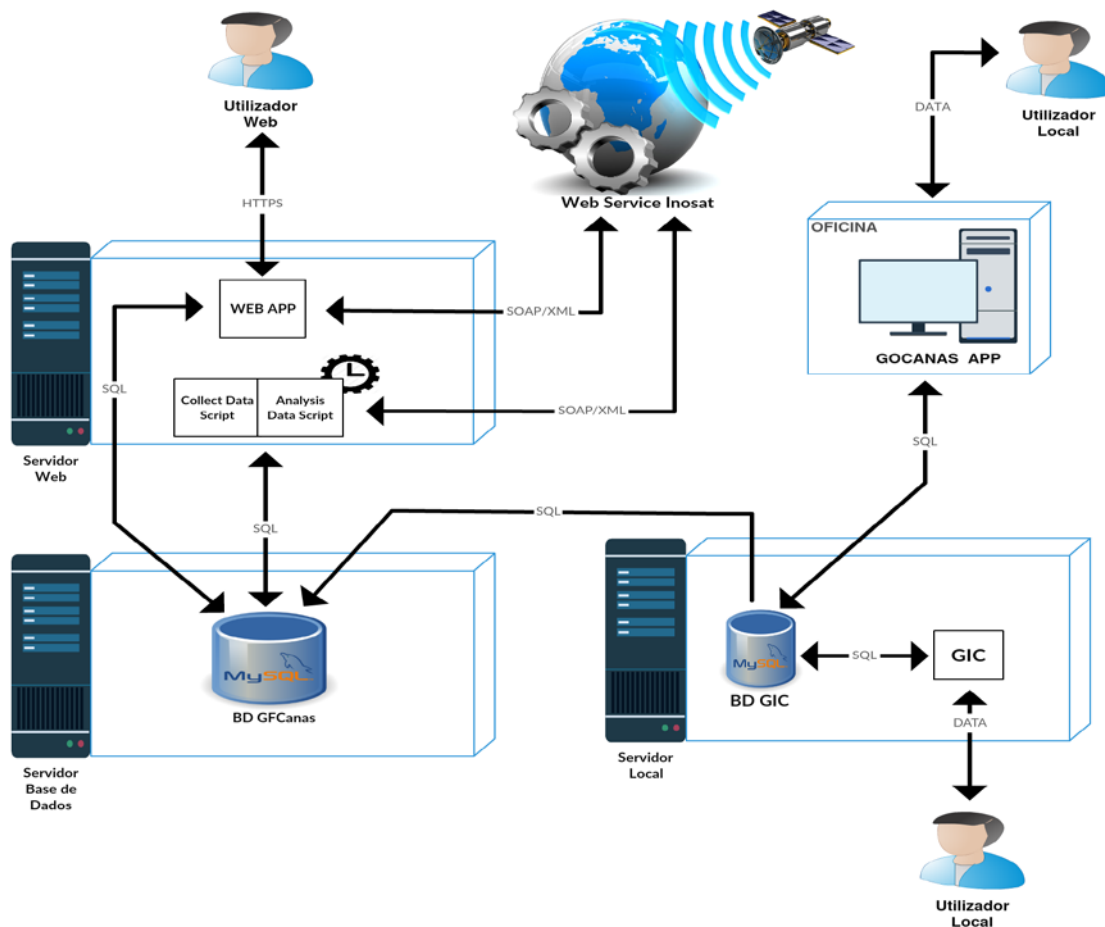 Utilizador
Web
HTTPS
Web Service Inosat
DATA
Utilizador
Local
OFICINA
GOCANAS APP
WEB APP
SOAP/XML
SQL
Collect Data
Script
Analysis
Data Script
SOAP/XML
SQL
Servidor
Web
SQL
SQL
MySQL
BD GFCanas
Servidor
Base de
Dados
MySQL
BD GIC
SQL
GIC
DATA
Servidor
Local
Utilizador
Local